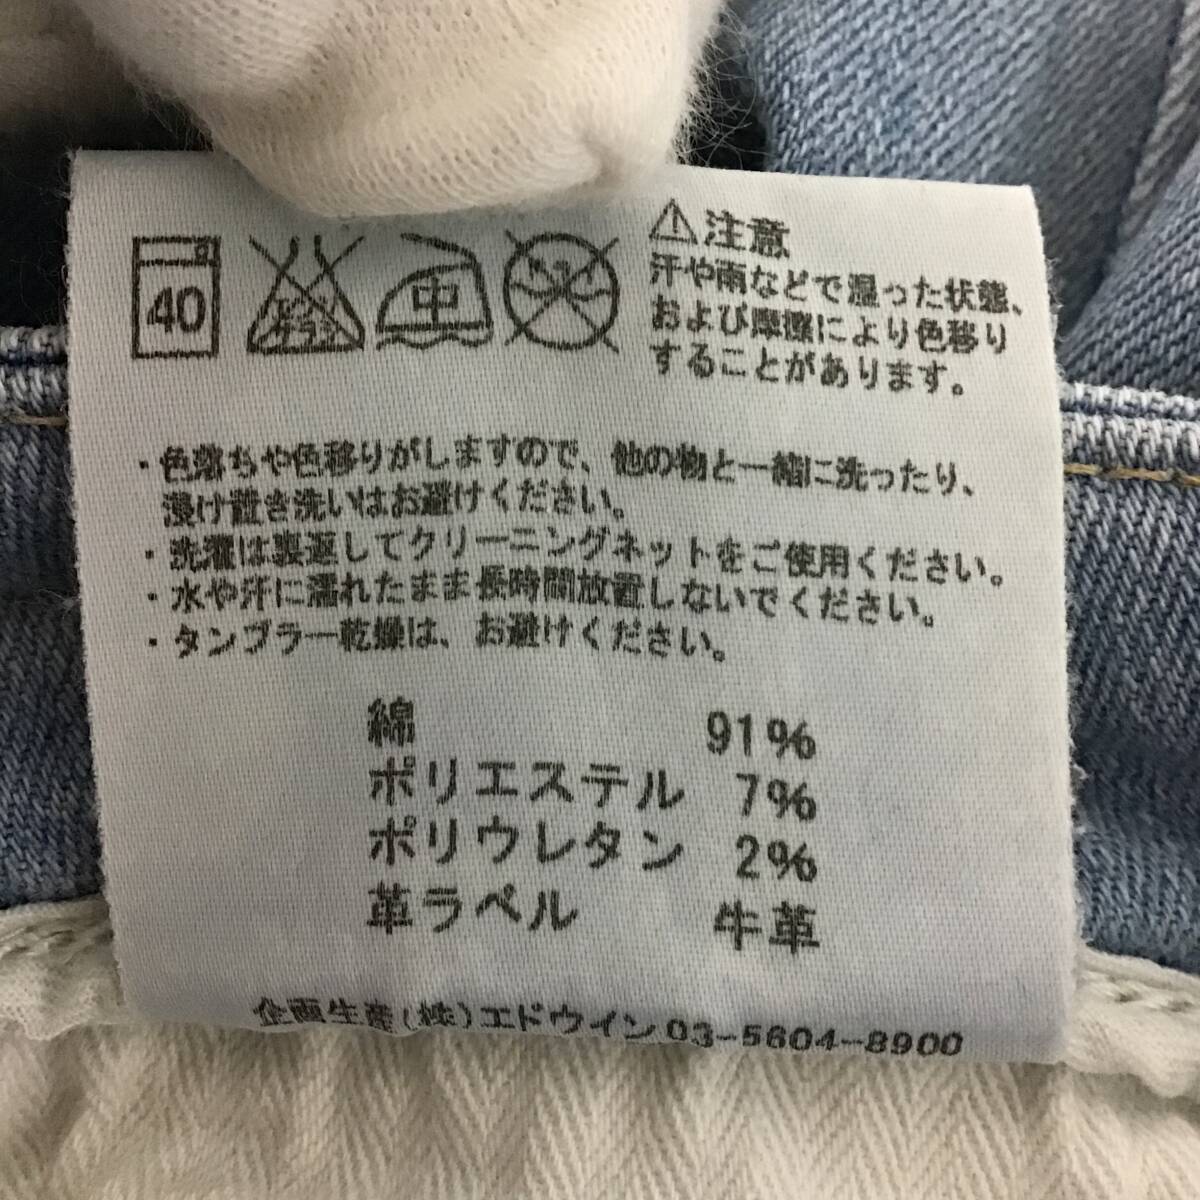 40
エンソ
サラシ
中
⚠注意
汗や雨などで湿った状態、
および摩擦により色移り
することがあります。
・色落ちや色移りがしますので、他の物と一緒に洗ったり、
浸け置き洗いはお避けください。
・洗濯は裏返してクリーニングネットをご使用ください。
・水や汗に濡れたまま長時間放置しないでください。
・タンブラー乾燥は、お避けください。
綿 91%
ポリエステル 7%
ポリウレタン 2%
革ラベル 牛革
企画生産(株)エドウイン03-5604-8900